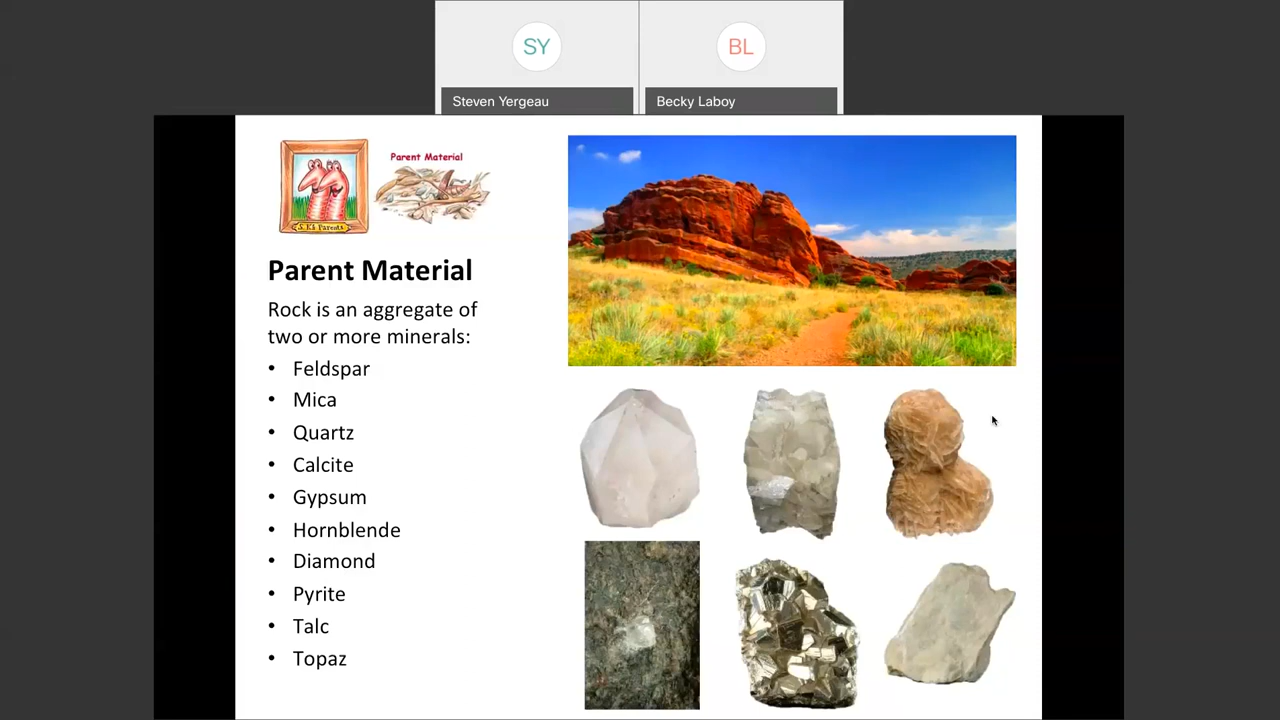 SY
BL
Steven Yergeau
Becky Laboy
Parent Material
S. K's Parents
Parent Material
Rock is an aggregate of
two or more minerals:
• Feldspar
• Mica
• Quartz
• Calcite
• Gypsum
• Hornblende
• Diamond
• Pyrite
• Talc
• Topaz